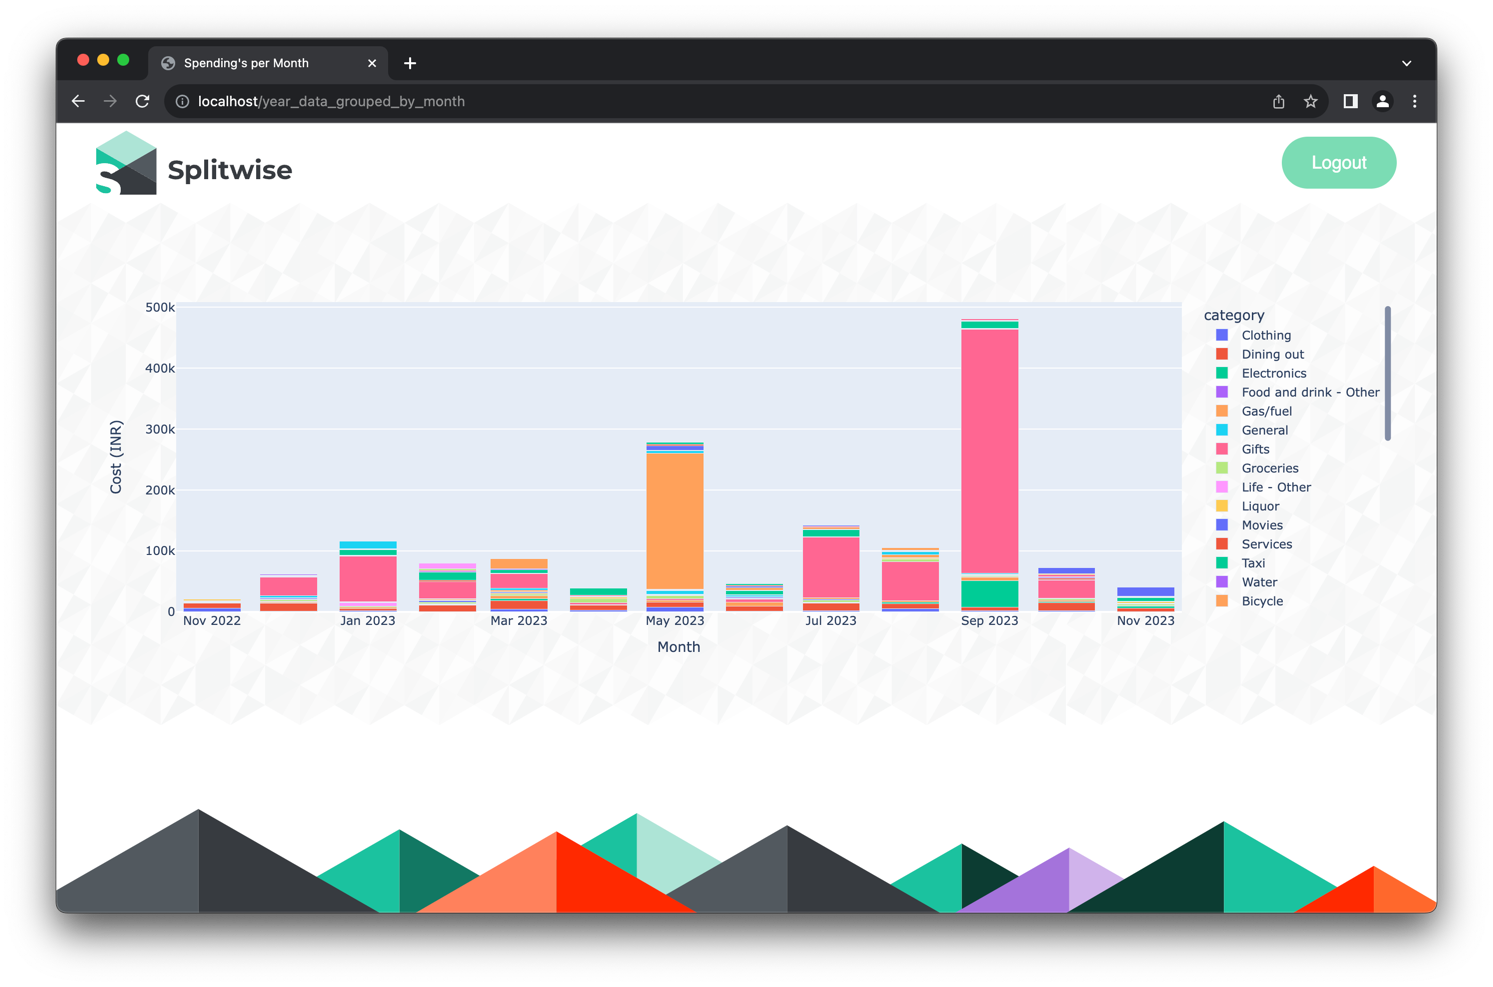 Spending's per Month
localhost/year_data_grouped_by_month
S Splitwise
Logout
500k
400k
300k
200k
100k
0
Cost (INR)
Nov 2022 Jan 2023 Mar 2023 May 2023 Jul 2023 Sep 2023 Nov 2023
Month
category
Clothing
Dining out
Electronics
Food and drink - Other
Gas/fuel
General
Gifts
Groceries
Life - Other
Liquor
Movies
Services
Taxi
Water
Bicycle